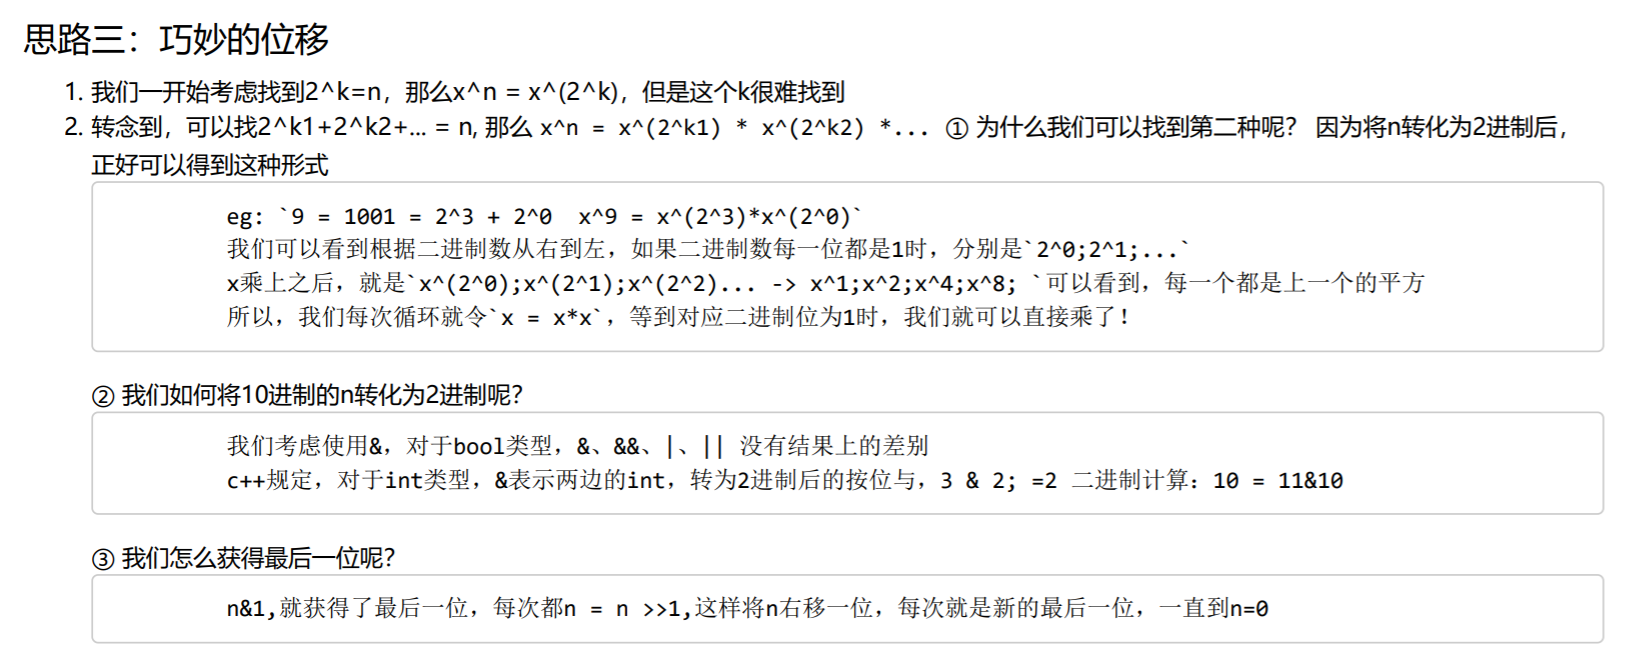 思路三：巧妙的位移
1. 我们一开始考虑找到2^k=n，那么x^n = x^(2^k)，但是这个k很难找到
2. 转念到，可以找2^k1+2^k2+... = n, 那么 x^n = x^(2^k1) * x^(2^k2) *... ① 为什么我们可以找到第二种呢？ 因为将n转化为2进制后，
正好可以得到这种形式
eg: `9 = 1001 = 2^3 + 2^0  x^9 = x^(2^3)*x^(2^0)`
我们可以看到根据二进制数从右到左，如果二进制数每一位都是1时，分别是`2^0;2^1;...`
x乘上之后，就是`x^(2^0);x^(2^1);x^(2^2)... -> x^1;x^2;x^4;x^8; `可以看到，每一个都是上一个的平方
所以，我们每次循环就令`x = x*x`，等到对应二进制位为1时，我们就可以直接乘了！
② 我们如何将10进制的n转化为2进制呢？
我们考虑使用&，对于bool类型，&、&&、|、|| 没有结果上的差别
c++规定，对于int类型，&表示两边的int，转为2进制后的按位与，3 & 2; =2 二进制计算：10 = 11&10
③ 我们怎么获得最后一位呢？
n&1,就获得了最后一位，每次都n = n >>1,这样将n右移一位，每次就是新的最后一位，一直到n=0